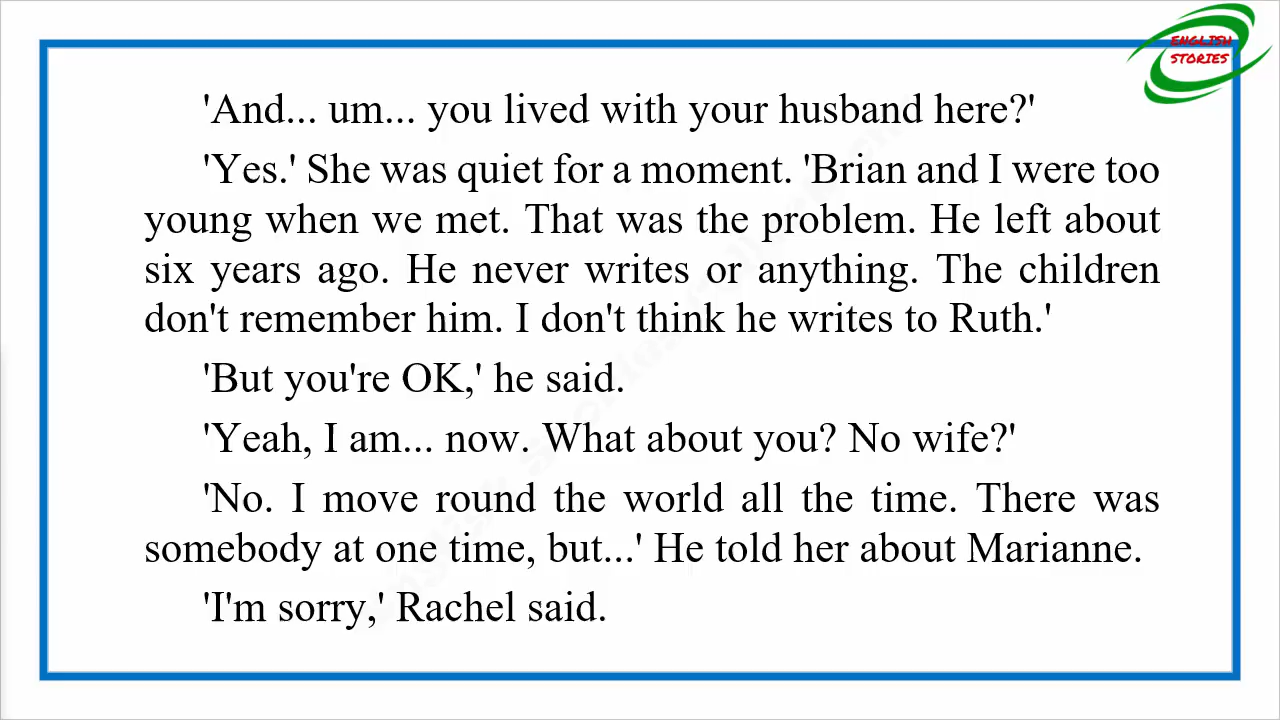 ENGLISH
STORIES
'And... um... you lived with your husband here?'
'Yes.' She was quiet for a moment. 'Brian and I were too
young when we met. That was the problem. He left about
six years ago. He never writes or anything. The children
don't remember him. I don't think he writes to Ruth.'
'But you're OK,' he said.
'Yeah, I am... now. What about you? No wife?'
'No. I move round the world all the time. There was
somebody at one time, but...' He told her about Marianne.
'I'm sorry,' Rachel said.